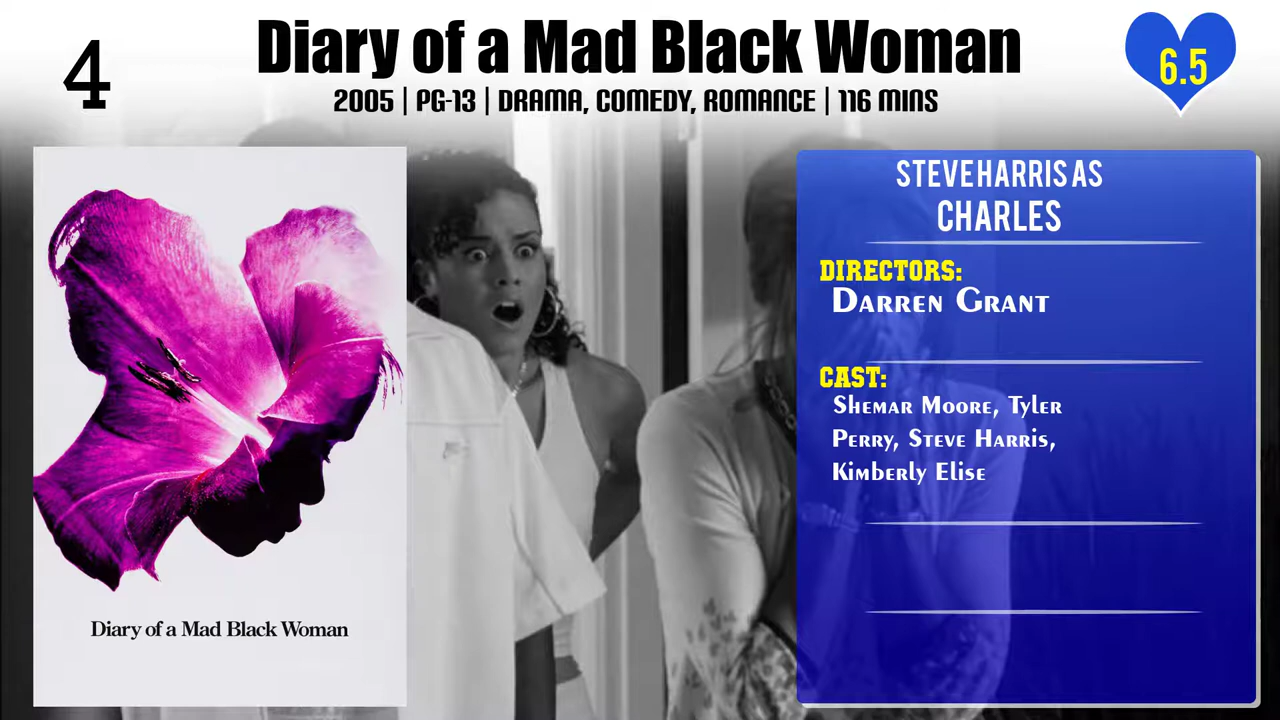 4
Diary of a Mad Black Woman
2005 | PG-13 | DRAMA, COMEDY, ROMANCE | 116 MINS
6.5
Diary of a Mad Black Woman
STEVE HARRIS AS
CHARLES
DIRECTORS:
DARREN GRANT
CAST:
SHEMAR MOORE, TYLER
PERRY, STEVE HARRIS,
KIMBERLY ELISE